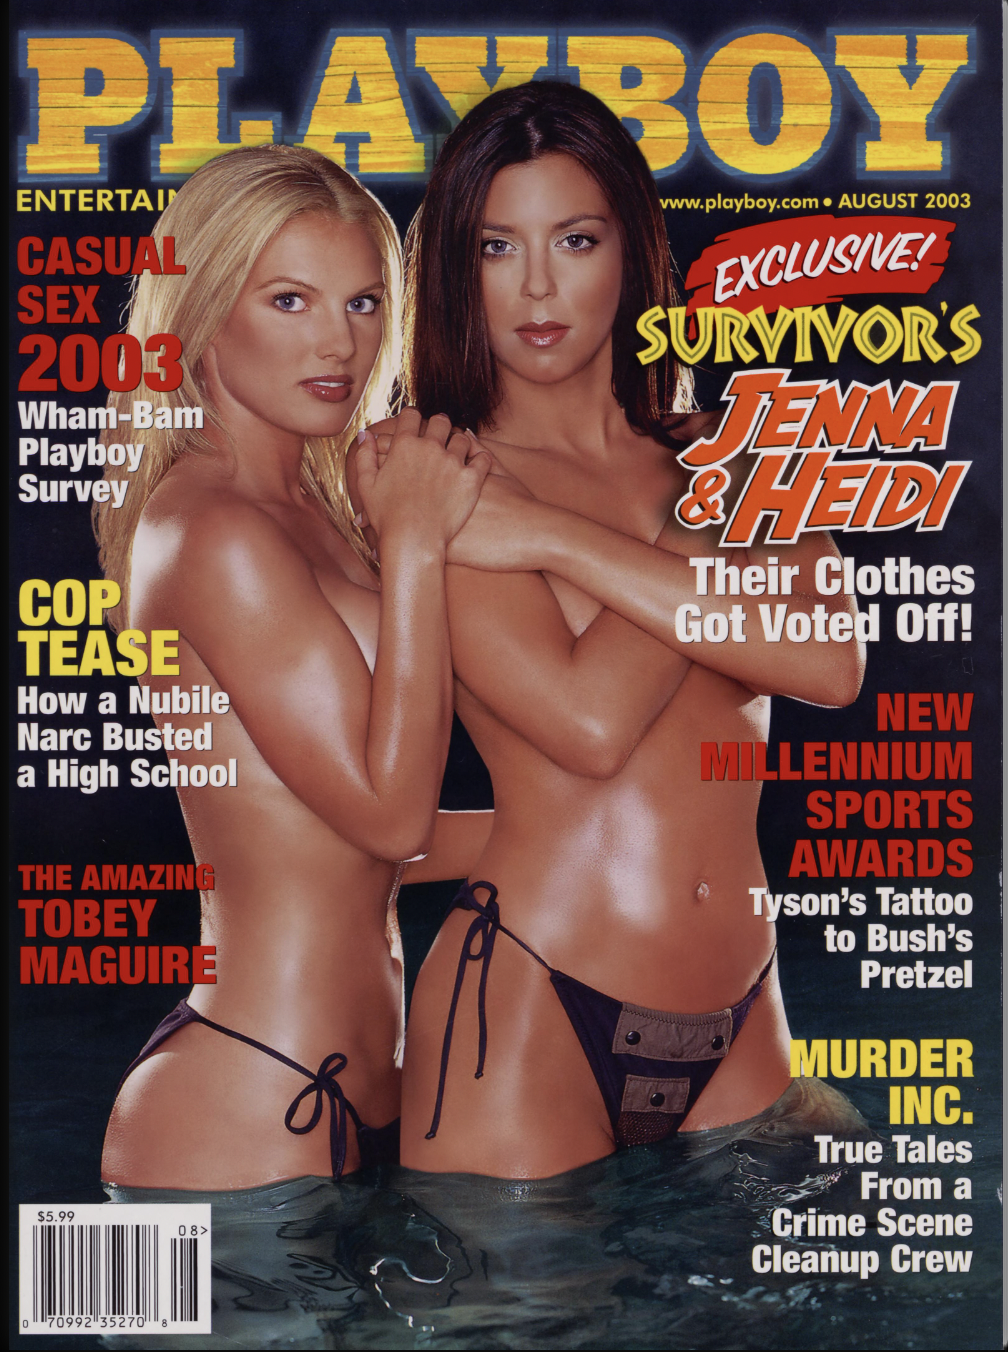 PLAYBOY
ENTERTAI
www.playboy.com • AUGUST 2003
CASUAL
SEX
2003
Wham-Bam
Playboy
Survey
COP
TEASE
How a Nubile
Narc Busted
a High School
THE AMAZING
TOBEY
MAGUIRE
EXCLUSIVE!
SURVIVOR'S
JENNA
& HEIDI
Their Clothes
Got Voted Off!
NEW
MILLENNIUM
SPORTS
AWARDS
Tyson's Tattoo
to Bush's
Pretzel
MURDER
INC.
True Tales
From a
Crime Scene
Cleanup Crew
$5.99
08>
0 70992 35270 8